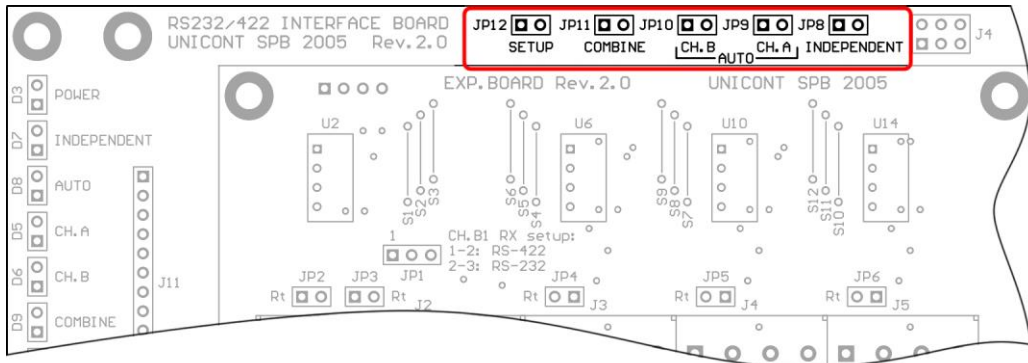 RS232/422 INTERFACE BOARD
UNICONT SPB 2005 Rev.2.0
JP12 JP11 JP10 JP9 JP8
SETUP COMBINE CH.B CH.A INDEPENDENT
AUTO
J4
EXP.BOARD Rev.2.0 UNICONT SPB 2005
D3 POWER
D7 INDEPENDENT
D8 AUTO
D5 CH.A
D6 CH.B
D9 COMBINE
J11
U2 U6 U10 U14
S1 S2 S3 S6 S5 S4 S9 S8 S7 S12 S11 S10
1 CH.B1 RX setup:
1-2: RS-422
2-3: RS-232
JP2 JP3 JP1 JP4 JP5 JP6
Rt Rt Rt Rt Rt
J2 J3 J4 J5